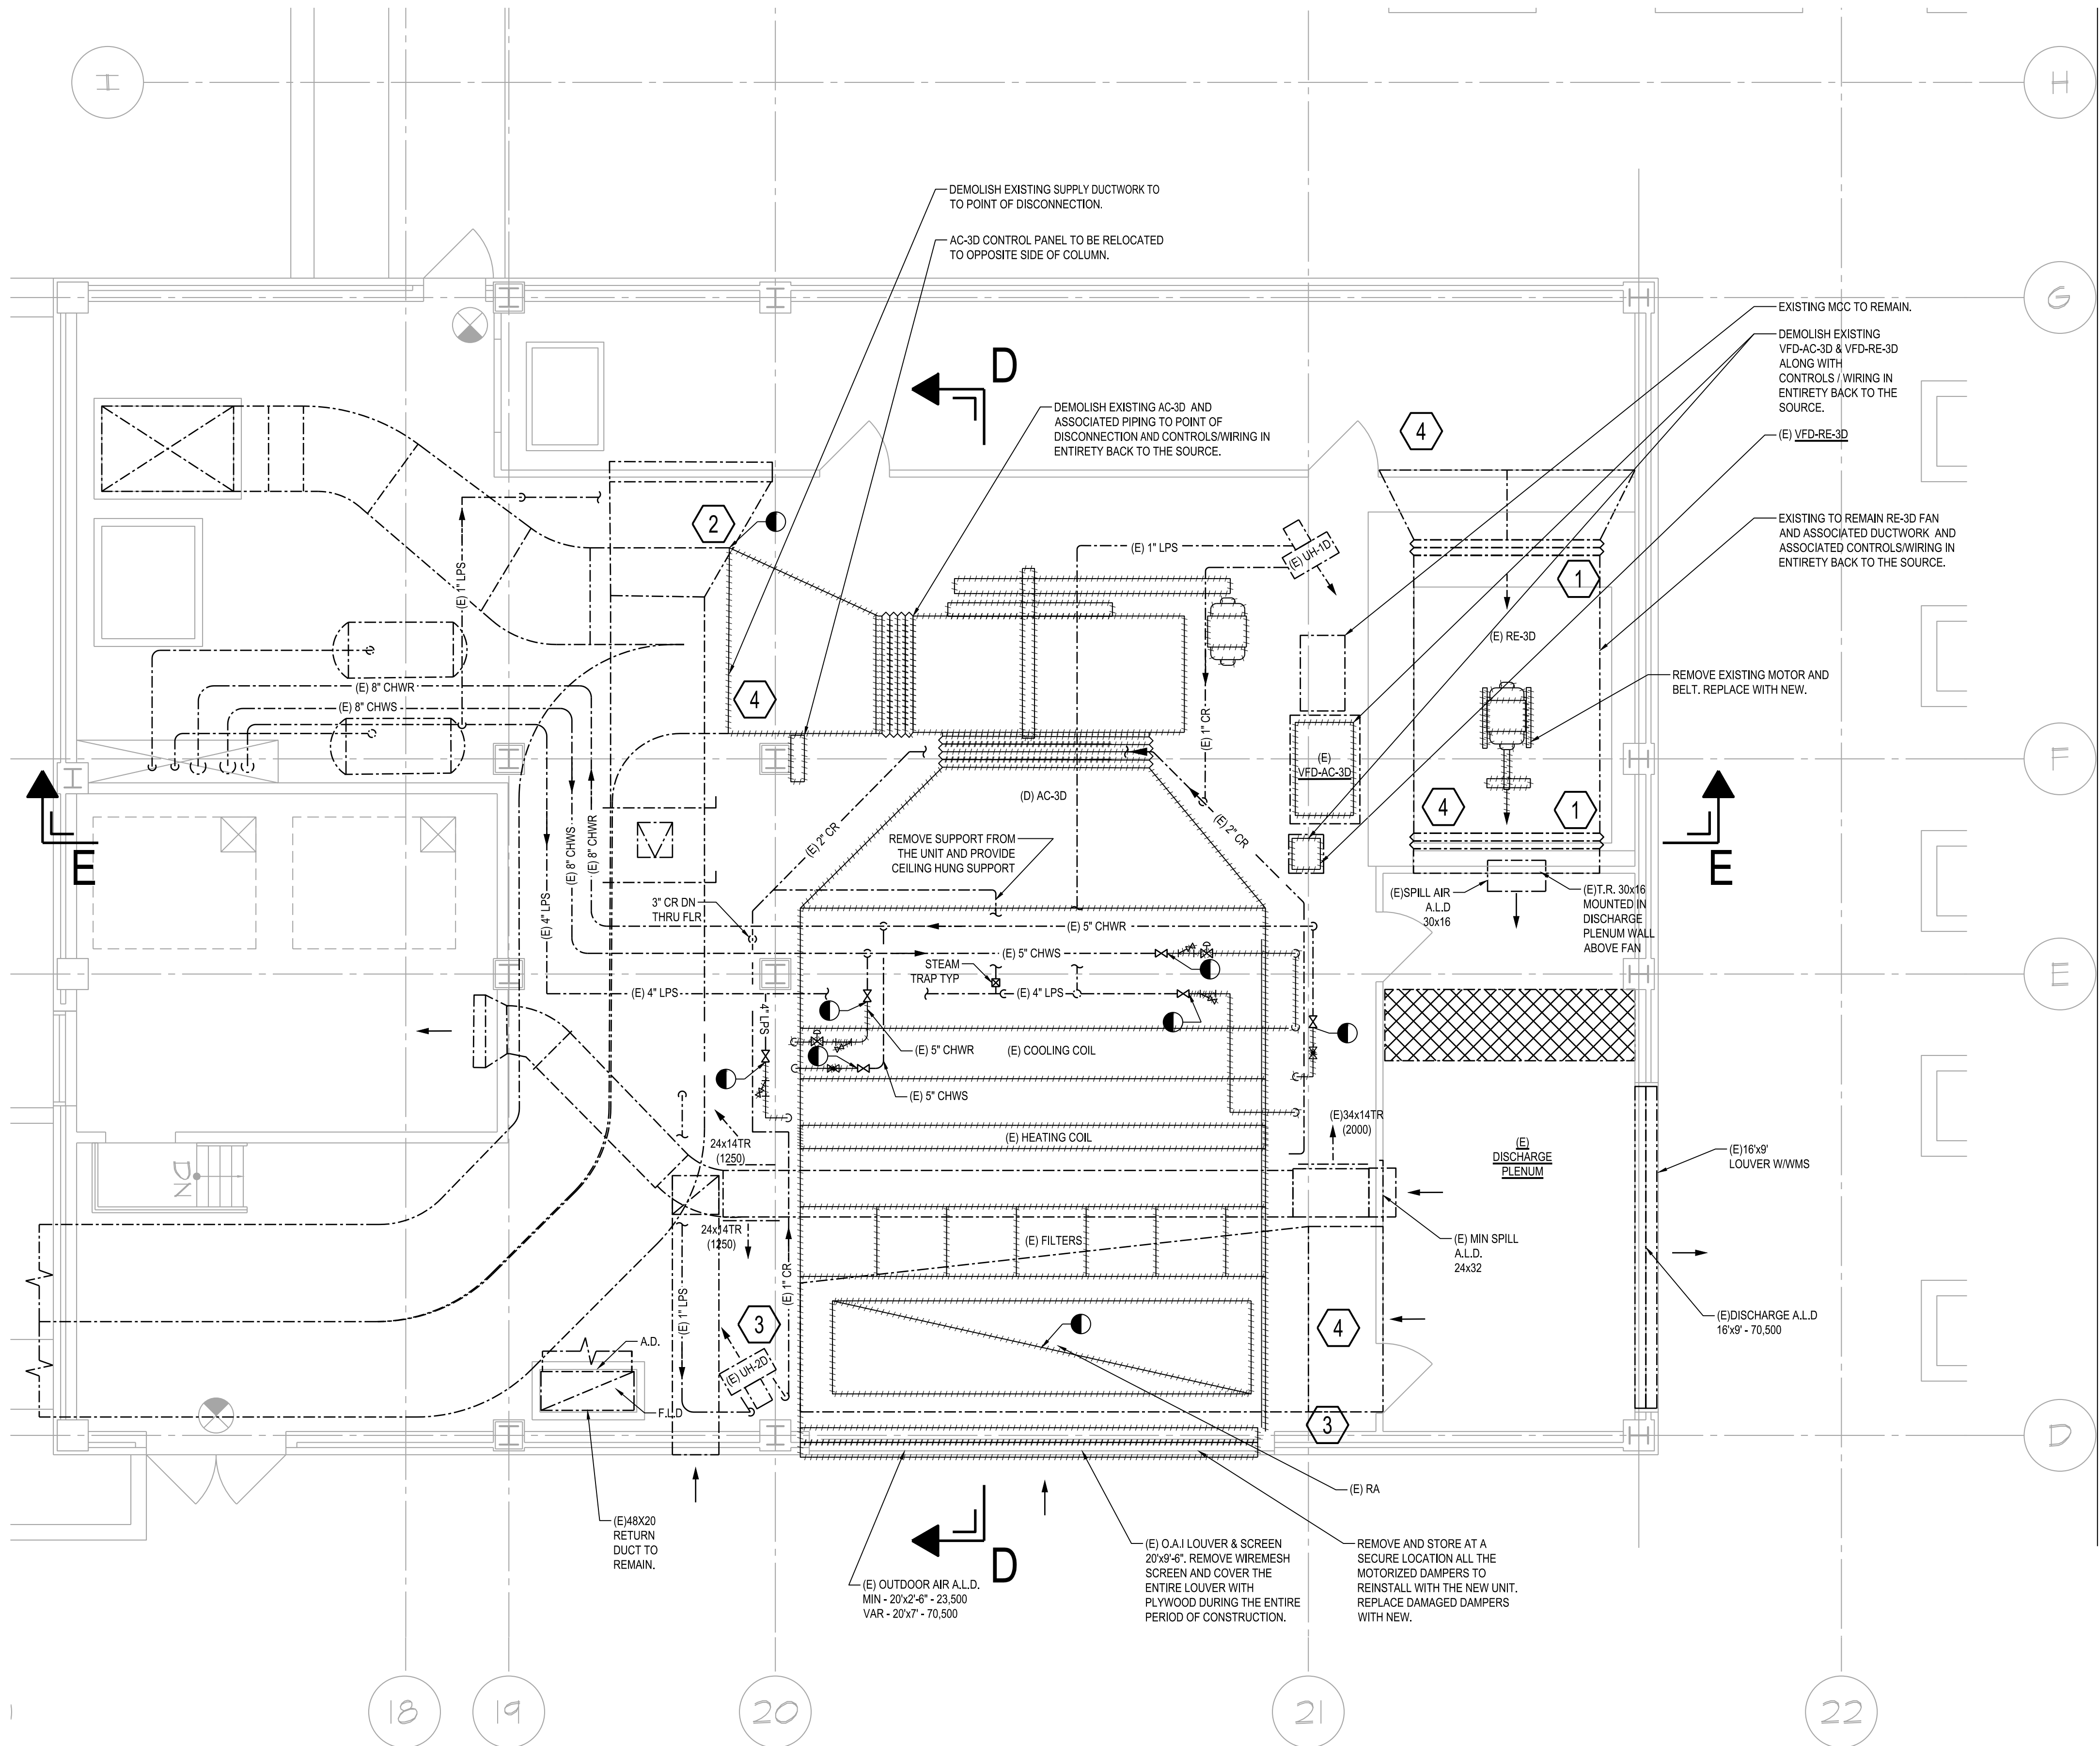 I
H
DEMOLISH EXISTING SUPPLY DUCTWORK TO
TO POINT OF DISCONNECTION.
AC-3D CONTROL PANEL TO BE RELOCATED
TO OPPOSITE SIDE OF COLUMN.
G
EXISTING MCC TO REMAIN.
DEMOLISH EXISTING
VFD-AC-3D & VFD-RE-3D
ALONG WITH
CONTROLS / WIRING IN
ENTIRETY BACK TO THE
SOURCE.
D
DEMOLISH EXISTING AC-3D AND
ASSOCIATED PIPING TO POINT OF
DISCONNECTION AND CONTROLS/WIRING IN
ENTIRETY BACK TO THE SOURCE.
4
(E) VFD-RE-3D
2
EXISTING TO REMAIN RE-3D FAN
AND ASSOCIATED DUCTWORK AND
ASSOCIATED CONTROLS/WIRING IN
ENTIRETY BACK TO THE SOURCE.
(E) 1" LPS
(E) UH-1D
(E) 1" LPS
1
(E) RE-3D
REMOVE EXISTING MOTOR AND
BELT. REPLACE WITH NEW.
(E) 8" CHWR
(E) 8" CHWS
4
(E) 1" CR
(E)
VFD-AC-3D
F
(D) AC-3D
4
1
E
E
(E) 2" CR
(E) 2" CR
REMOVE SUPPORT FROM
THE UNIT AND PROVIDE
CEILING HUNG SUPPORT
(E) 4" LPS
(E) 8" CHWS
(E) 8" CHWR
3" CR DN
THRU FLR
(E)SPILL AIR
A.L.D
30x16
(E)T.R. 30x16
MOUNTED IN
DISCHARGE
PLENUM WALL
ABOVE FAN
(E) 5" CHWR
(E) 5" CHWS
STEAM
TRAP TYP
E
(E) 4" LPS
(E) 4" LPS
4" LPS
(E) 5" CHWR
(E) COOLING COIL
(E) 5" CHWS
24x14TR
(1250)
(E) HEATING COIL
(E)34x14TR
(2000)
(E)
DISCHARGE
PLENUM
(E)16'x9'
LOUVER W/WMS
DN
24x14TR
(1250)
(E) FILTERS
(E) MIN SPILL
A.L.D.
24x32
(E) 1" LPS
(E) 1" CR
3
4
(E)DISCHARGE A.L.D
16'x9' - 70,500
A.D.
(E) UH-2D
F.L.D
3
D
(E) RA
(E)48X20
RETURN
DUCT TO
REMAIN.
D
(E) OUTDOOR AIR A.L.D.
MIN - 20'x2'-6" - 23,500
VAR - 20'x7' - 70,500
(E) O.A.I LOUVER & SCREEN
20'x9'-6". REMOVE WIREMESH
SCREEN AND COVER THE
ENTIRE LOUVER WITH
PLYWOOD DURING THE ENTIRE
PERIOD OF CONSTRUCTION.
REMOVE AND STORE AT A
SECURE LOCATION ALL THE
MOTORIZED DAMPERS TO
REINSTALL WITH THE NEW UNIT.
REPLACE DAMAGED DAMPERS
WITH NEW.
18
19
20
21
22